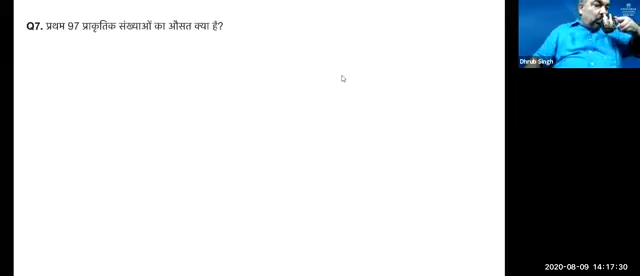 Q7. प्रथम 97 प्राकृतिक संख्याओं का औसत क्या है?
Dhrub Singh
2020-08-09 14:17:30